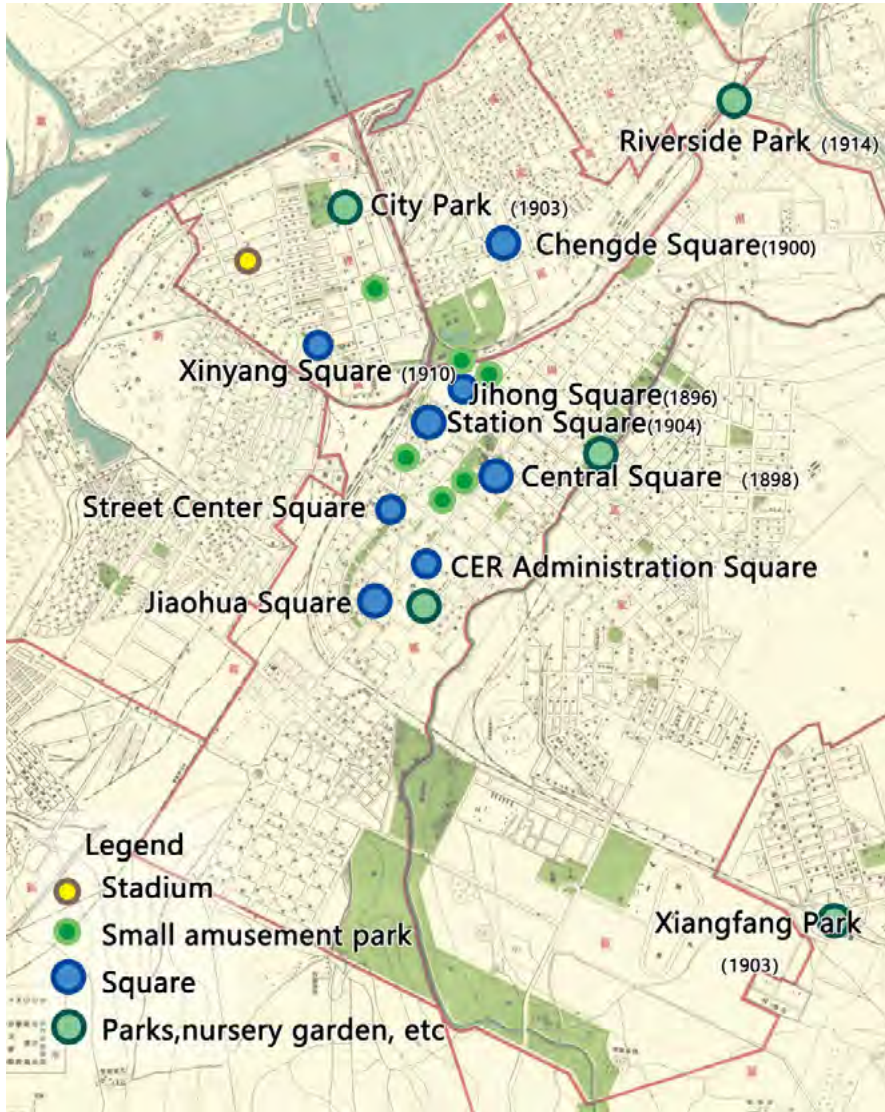 Riverside Park (1914)
City Park (1903)
Chengde Square(1900)
Xinyang Square (1910)
Jihong Square(1896)
Station Square(1904)
Central Square (1898)
Street Center Square
CER Administration Square
Jiaohua Square
Xiangfang Park
(1903)
Legend
Stadium
Small amusement park
Square
Parks,nursery garden, etc